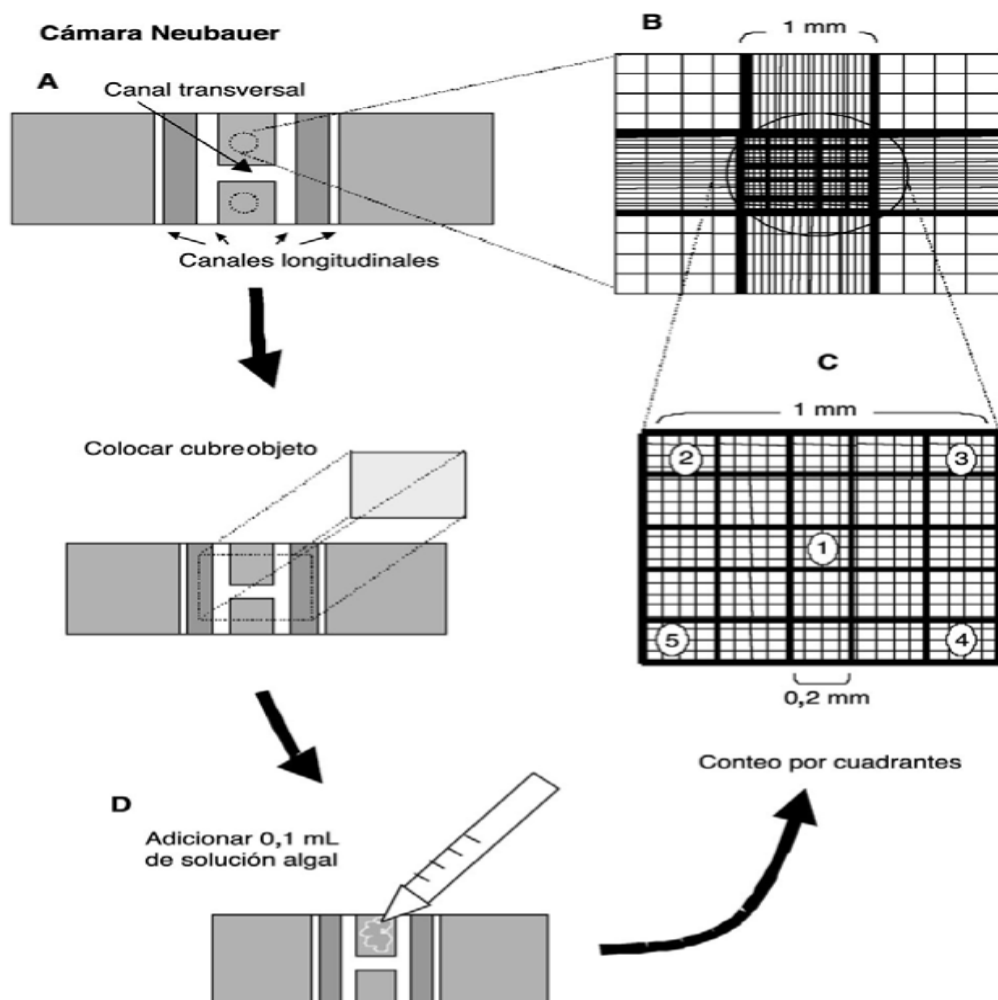 Cámara Neubauer
A
Canal transversal
Canales longitudinales
B
1 mm
C
1 mm
2
3
1
5
4
0,2 mm
Colocar cubreobjeto
Conteo por cuadrantes
D
Adicionar 0,1 mL
de solución algal